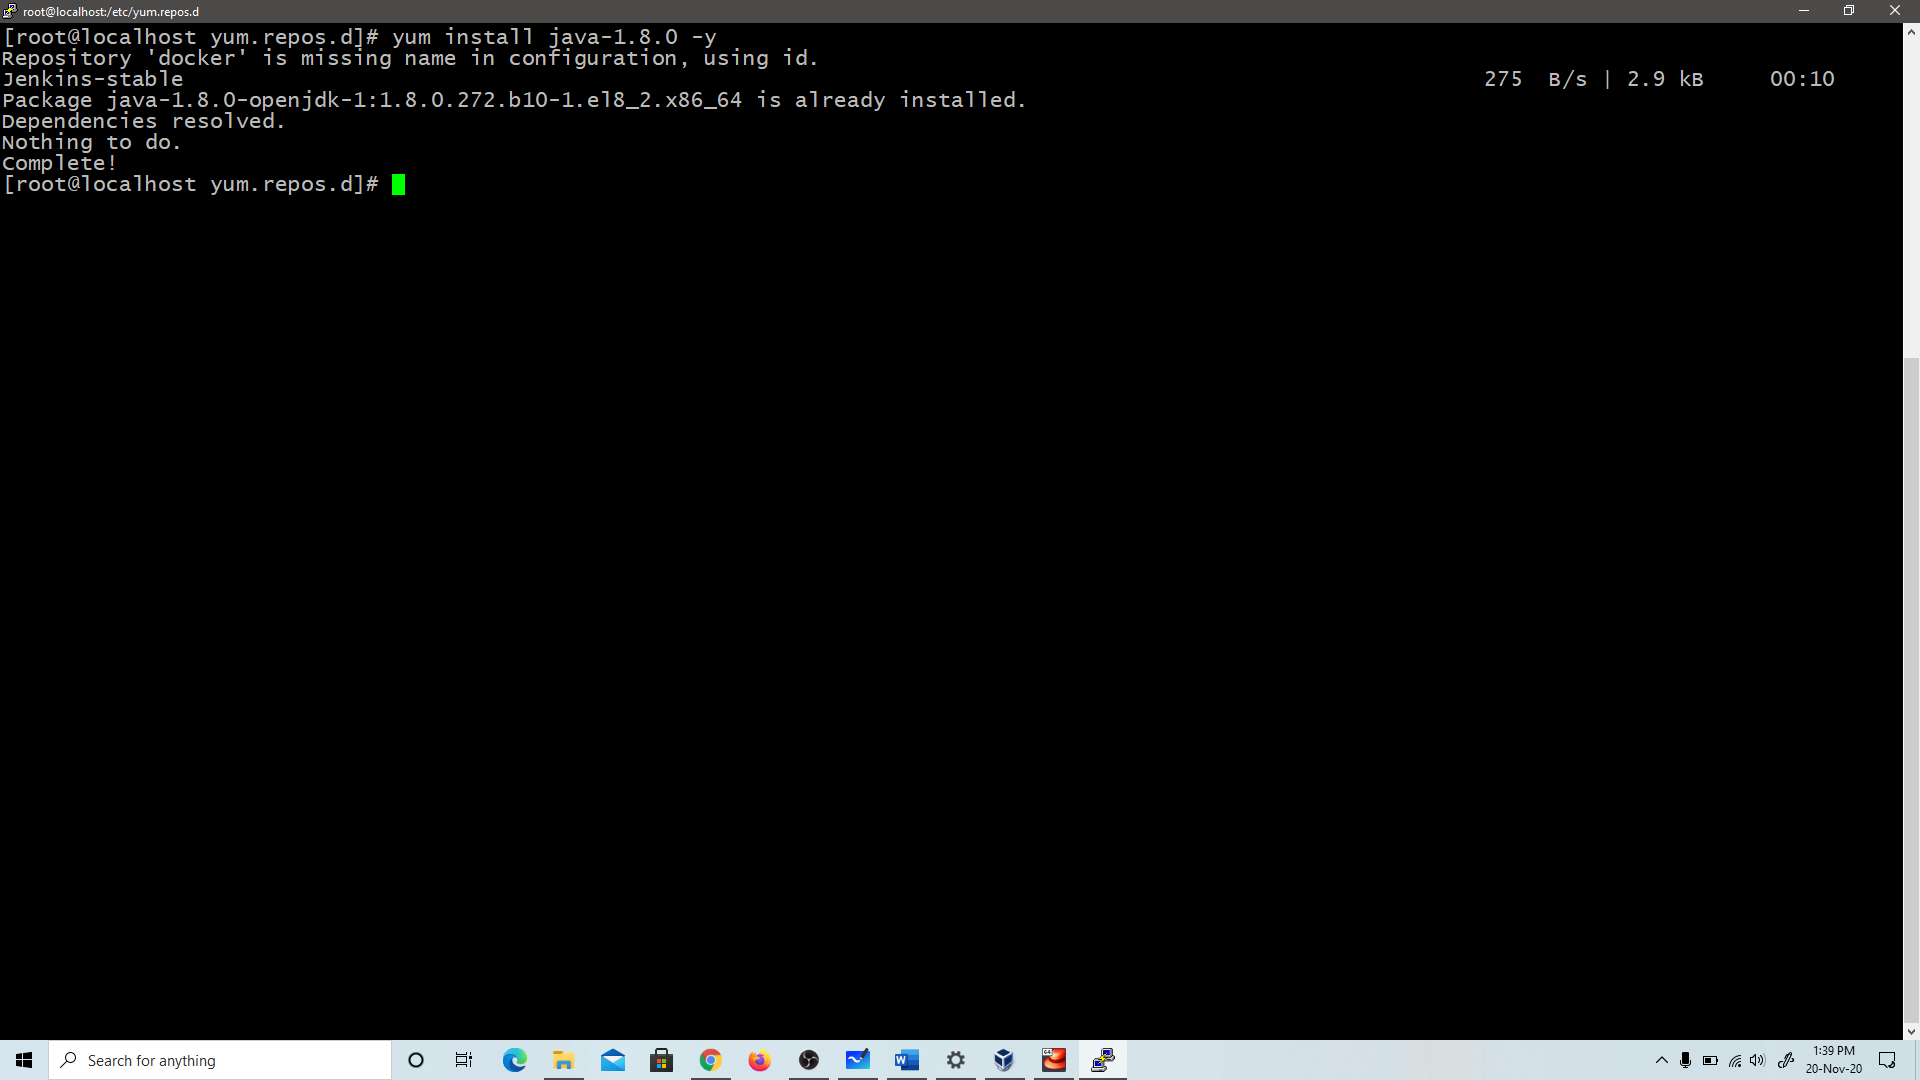 root@localhost:/etc/yum.repos.d
[root@localhost yum.repos.d]# yum install java-1.8.0 -y
Repository 'docker' is missing name in configuration, using id.
Jenkins-stable 275 B/s | 2.9 kB 00:10
Package java-1.8.0-openjdk-1:1.8.0.272.b10-1.el8_2.x86_64 is already installed.
Dependencies resolved.
Nothing to do.
Complete!
[root@localhost yum.repos.d]#
Search for anything
1:39 PM
20-Nov-20